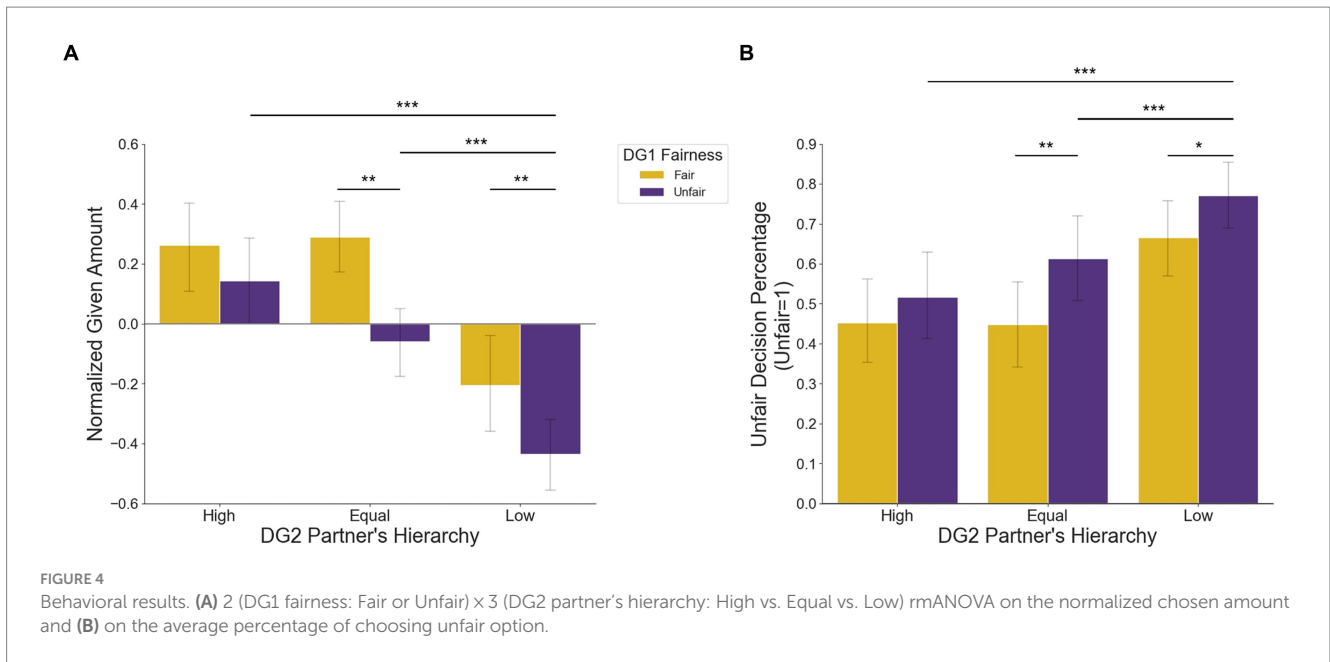 A
***
***
**
**
0.6
0.4
0.2
0.0
−0.2
−0.4
−0.6
Normalized Given Amount
High
Equal
Low
DG2 Partner's Hierarchy
DG1 Fairness
Fair
Unfair
B
***
***
**
*
0.9
0.8
0.7
0.6
0.5
0.4
0.3
0.2
0.1
0.0
Unfair Decision Percentage
(Unfair=1)
High
Equal
Low
DG2 Partner's Hierarchy
FIGURE 4
Behavioral results. (A) 2 (DG1 fairness: Fair or Unfair) × 3 (DG2 partner’s hierarchy: High vs. Equal vs. Low) rmANOVA on the normalized chosen amount
and (B) on the average percentage of choosing unfair option.